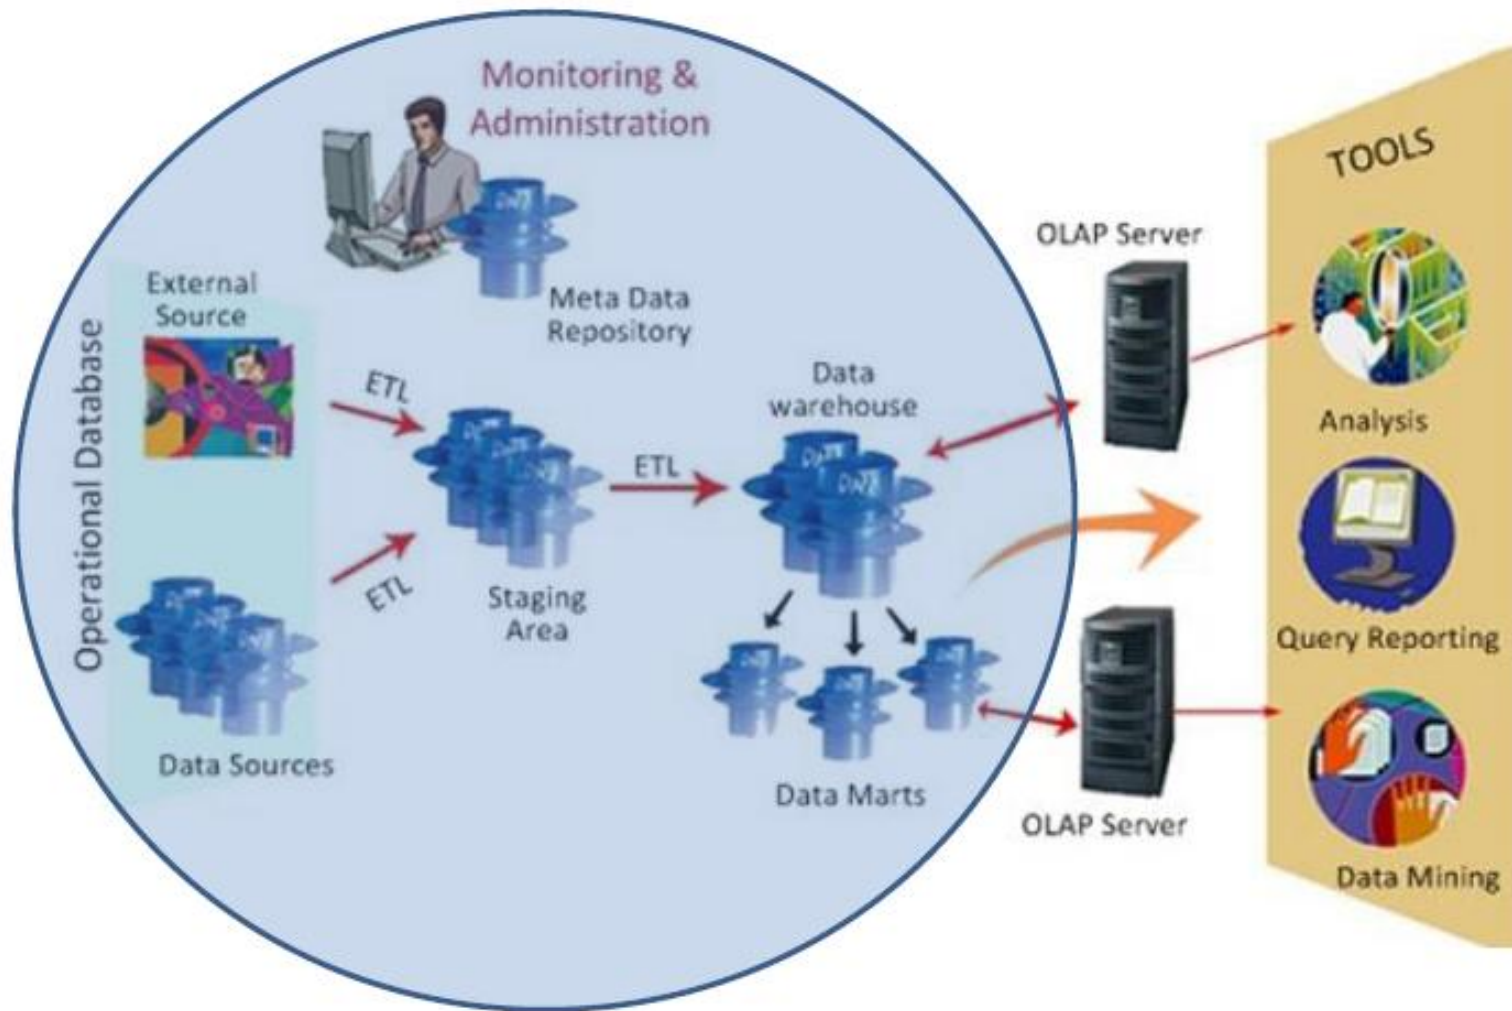 Monitoring &
Administration
TOOLS
OLAP Server
External
Source
Meta Data
Repository
Operational Database
ETL
Data
warehouse
Analysis
ETL
ETL
Staging
Area
Query Reporting
Data Sources
Data Marts
OLAP Server
Data Mining